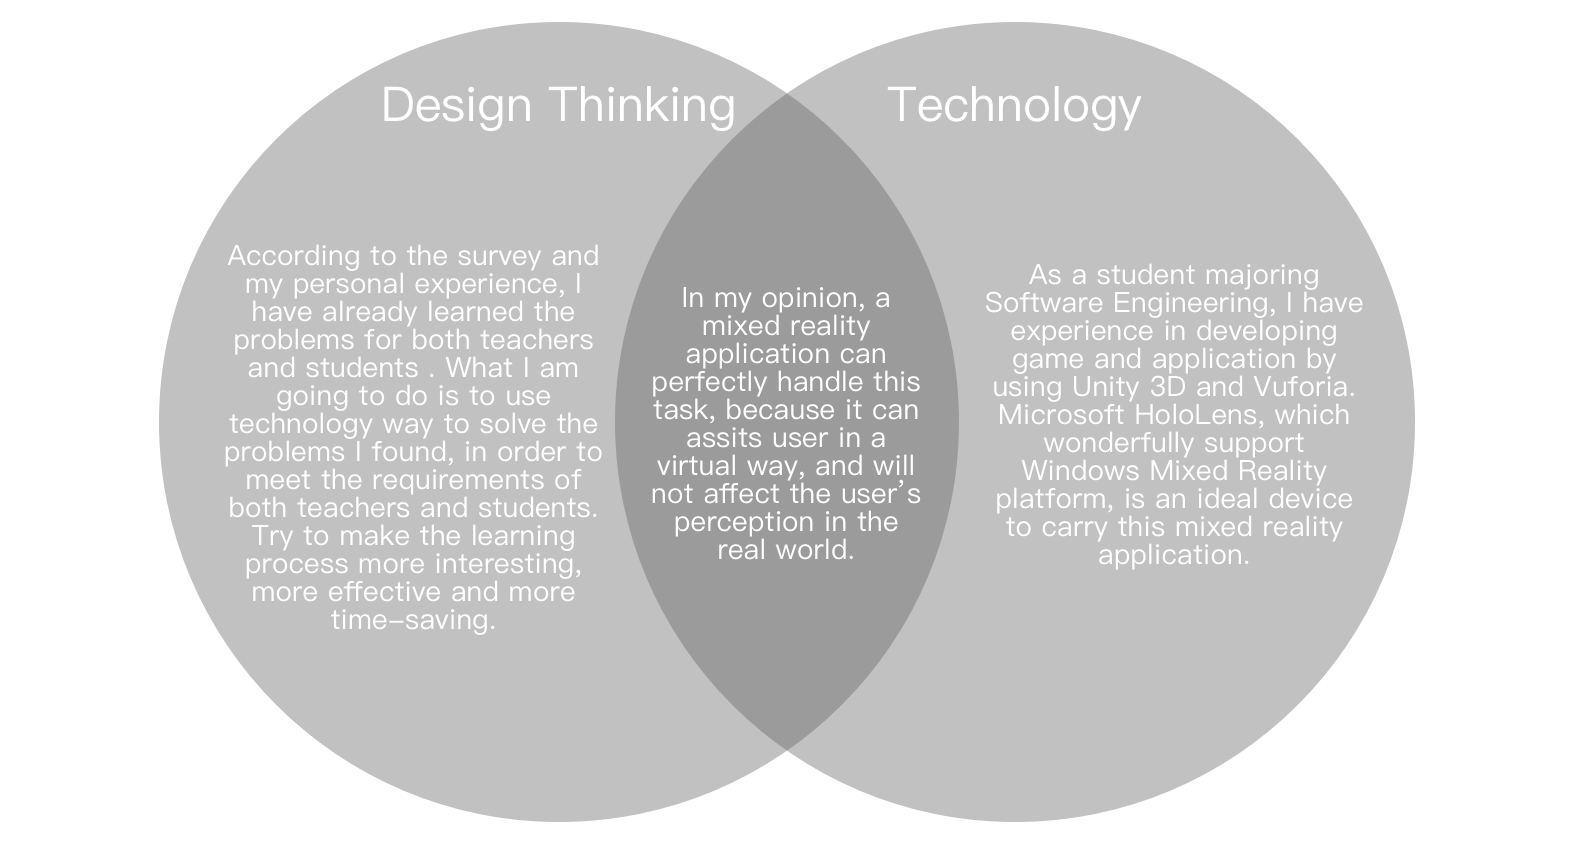 Design Thinking
Technology
According to the survey and
my personal experience, I
have already learned the
problems for both teachers
and students . What I am
going to do is to use
technology way to solve the
problems I found, in order to
meet the requirements of
both teachers and students.
Try to make the learning
process more interesting,
more effective and more
time-saving.
In my opinion, a
mixed reality
application can
perfectly handle this
task, because it can
assits user in a
virtual way, and will
not affect the user’s
perception in the
real world.
As a student majoring
Software Engineering, I have
experience in developing
game and application by
using Unity 3D and Vuforia.
Microsoft HoloLens, which
wonderfully support
Windows Mixed Reality
platform, is an ideal device
to carry this mixed reality
application.